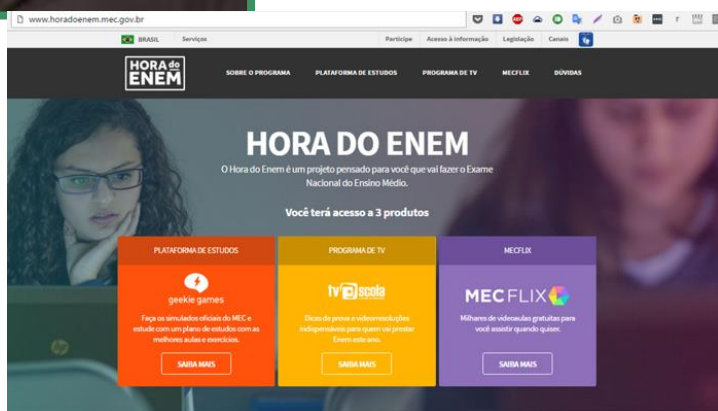 www.horadoenem.mec.gov.br
BRASIL Serviços Participe Acesso à informação Legislação Canais
HORA do
ENEM
SOBRE O PROGRAMA PLATAFORMA DE ESTUDOS PROGRAMA DE TV MECFLIX DÚVIDAS
HORA DO ENEM
O Hora do Enem é um projeto pensado para você que vai fazer o Exame
Nacional do Ensino Médio.
Você terá acesso a 3 produtos
PLATAFORMA DE ESTUDOS
geekie games
Faça os simulados oficiais do MEC e
estude com um plano de estudos com as
melhores aulas e exercícios.
SAIBA MAIS
PROGRAMA DE TV
tv escola
Dicas de prova e videorresoluções
indispensáveis para quem vai prestar
Enem este ano.
SAIBA MAIS
MECFLIX
MECFLIX
Milhares de videoaulas gratuitas para
você assistir quando quiser.
SAIBA MAIS